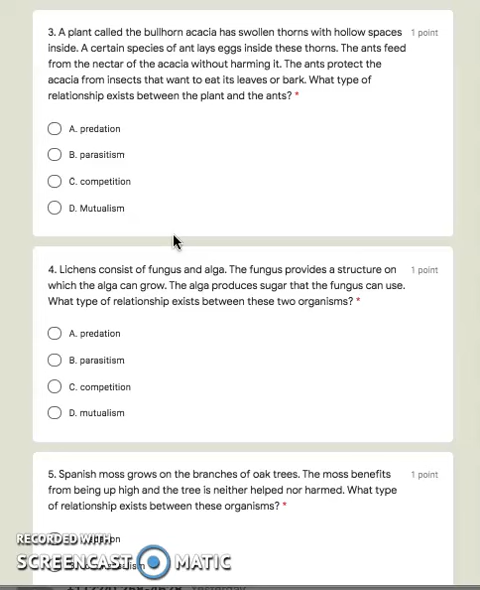 3. A plant called the bullhorn acacia has swollen thorns with hollow spaces 1 point
inside. A certain species of ant lays eggs inside these thorns. The ants feed
from the nectar of the acacia without harming it. The ants protect the
acacia from insects that want to eat its leaves or bark. What type of
relationship exists between the plant and the ants? *
A. predation
B. parasitism
C. competition
D. Mutualism
4. Lichens consist of fungus and alga. The fungus provides a structure on 1 point
which the alga can grow. The alga produces sugar that the fungus can use.
What type of relationship exists between these two organisms? *
A. predation
B. parasitism
C. competition
D. mutualism
5. Spanish moss grows on the branches of oak trees. The moss benefits 1 point
from being up high and the tree is neither helped nor harmed. What type
of relationship exists between these organisms? *
RECORDED WITH
SCREENCAST MATIC